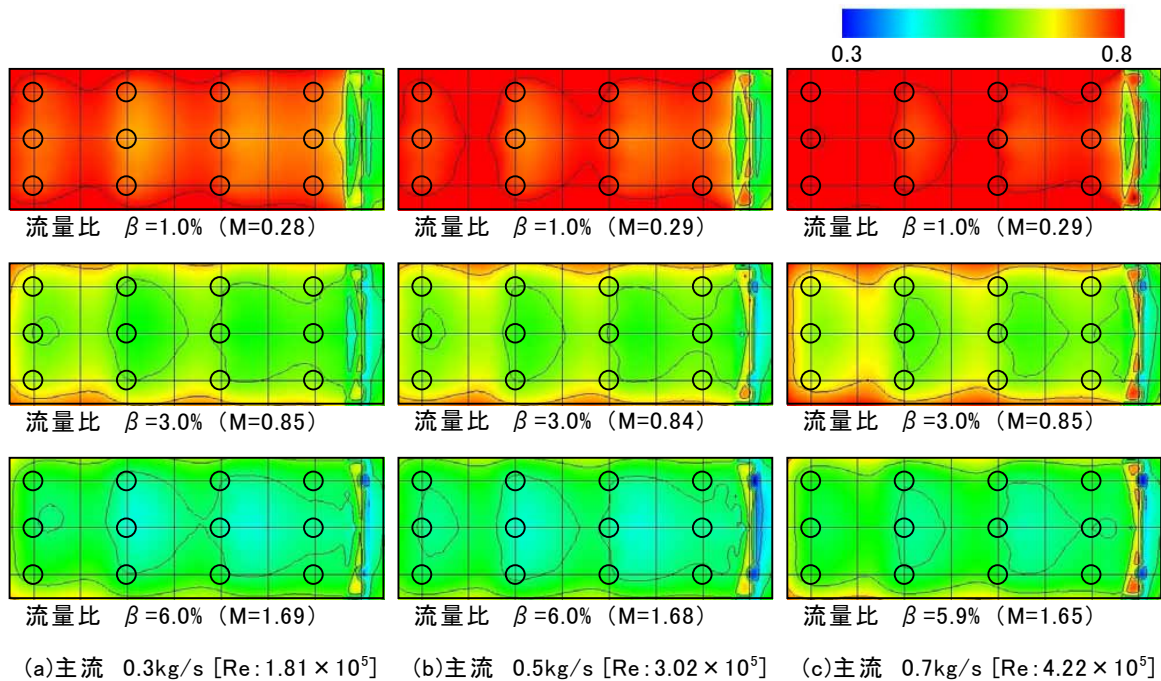 0.3 0.8
流量比 β=1.0% (M=0.28) 流量比 β=1.0% (M=0.29) 流量比 β=1.0% (M=0.29)
流量比 β=3.0% (M=0.85) 流量比 β=3.0% (M=0.84) 流量比 β=3.0% (M=0.85)
流量比 β=6.0% (M=1.69) 流量比 β=6.0% (M=1.68) 流量比 β=5.9% (M=1.65)
(a)主流 0.3kg/s [Re:1.81×10⁵] (b)主流 0.5kg/s [Re:3.02×10⁵] (c)主流 0.7kg/s [Re:4.22×10⁵]